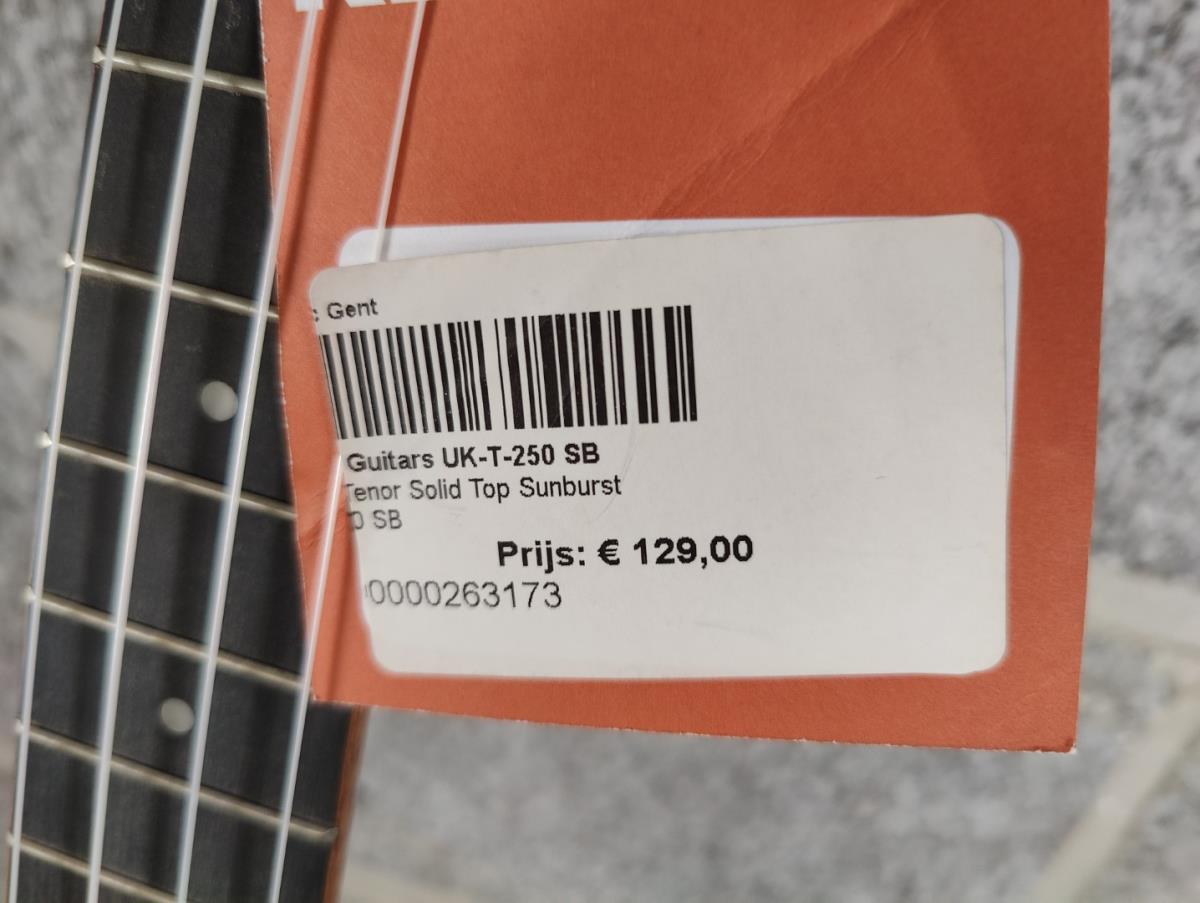 : Gent
Guitars UK-T-250 SB
Tenor Solid Top Sunburst
0 SB
Prijs: € 129,00
0000263173